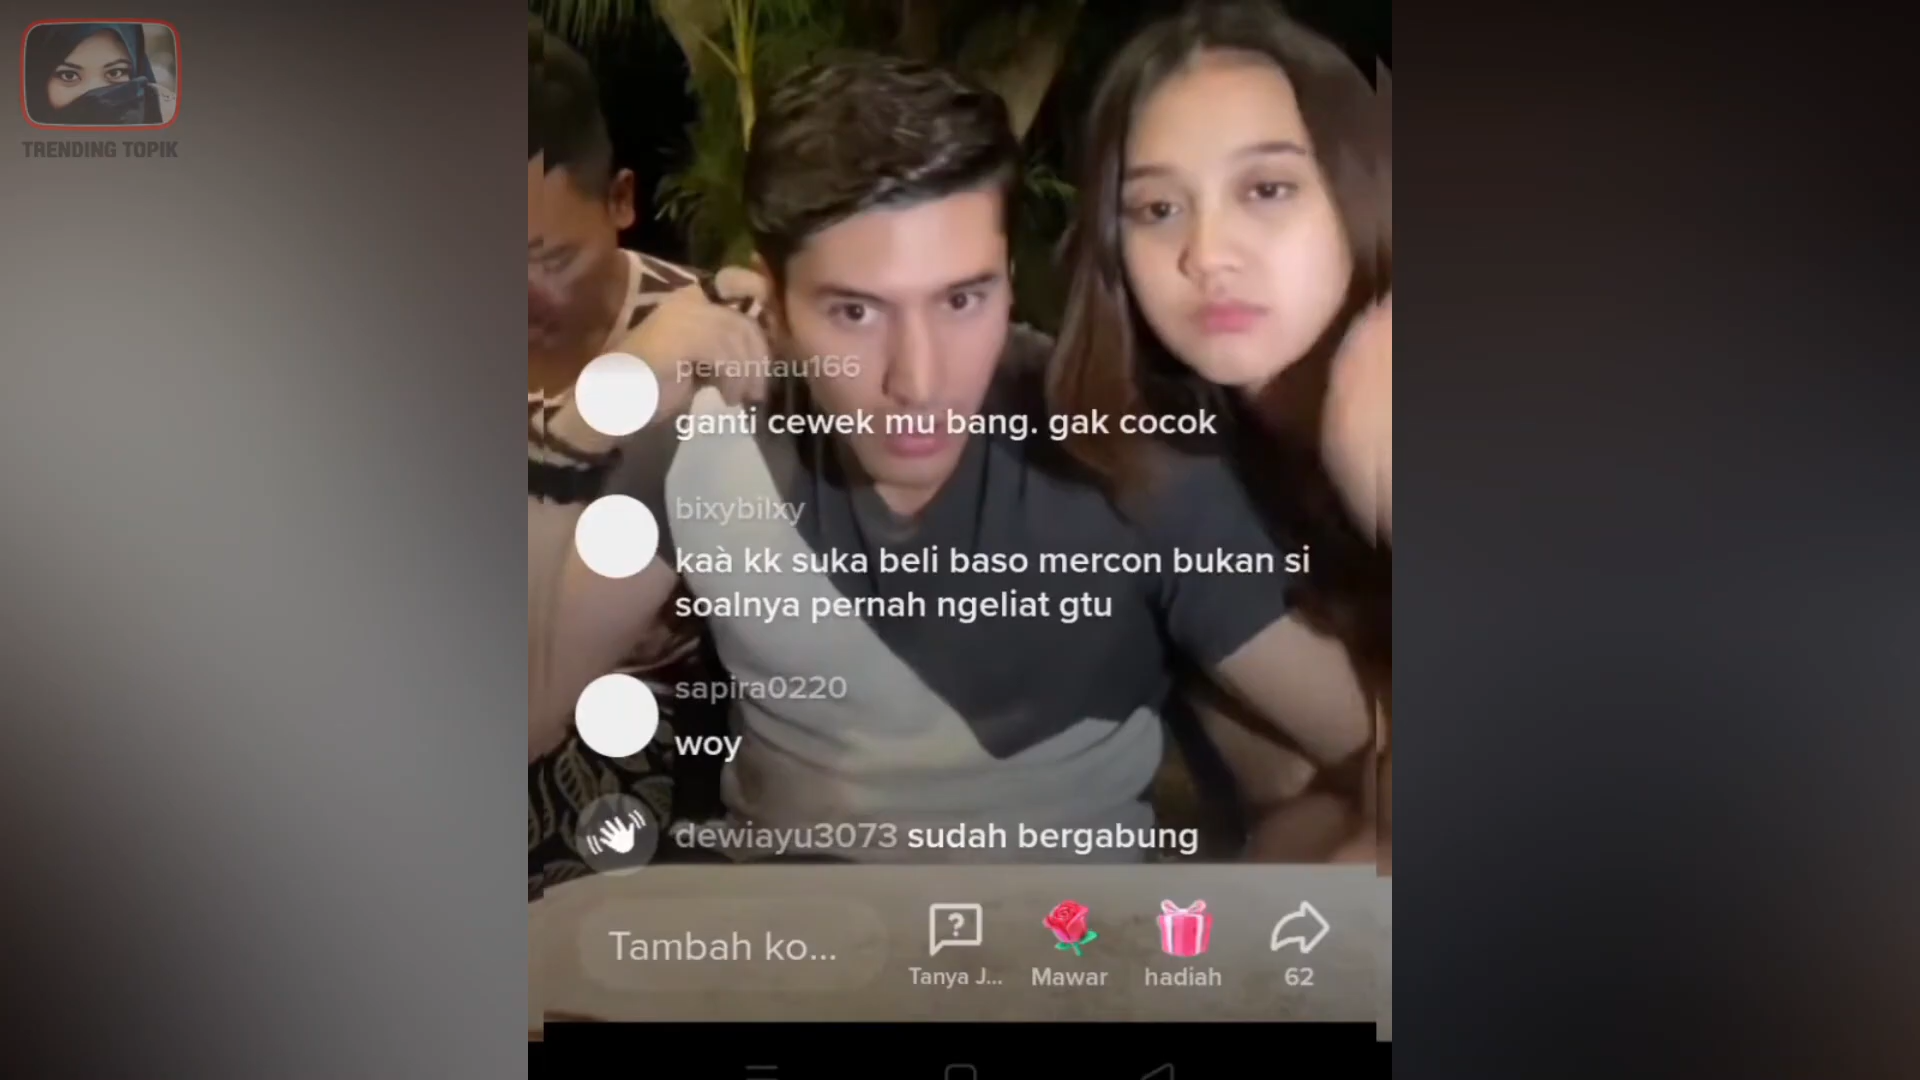 TRENDING TOPIK
perantau166
ganti cewek mu bang. gak cocok
bixybilxy
kaà kk suka beli baso mercon bukan si
soalnya pernah ngeliat gtu
sapira0220
woy
dewiayu3073 sudah bergabung
Tambah ko...
Tanya J...
Mawar
hadiah
62